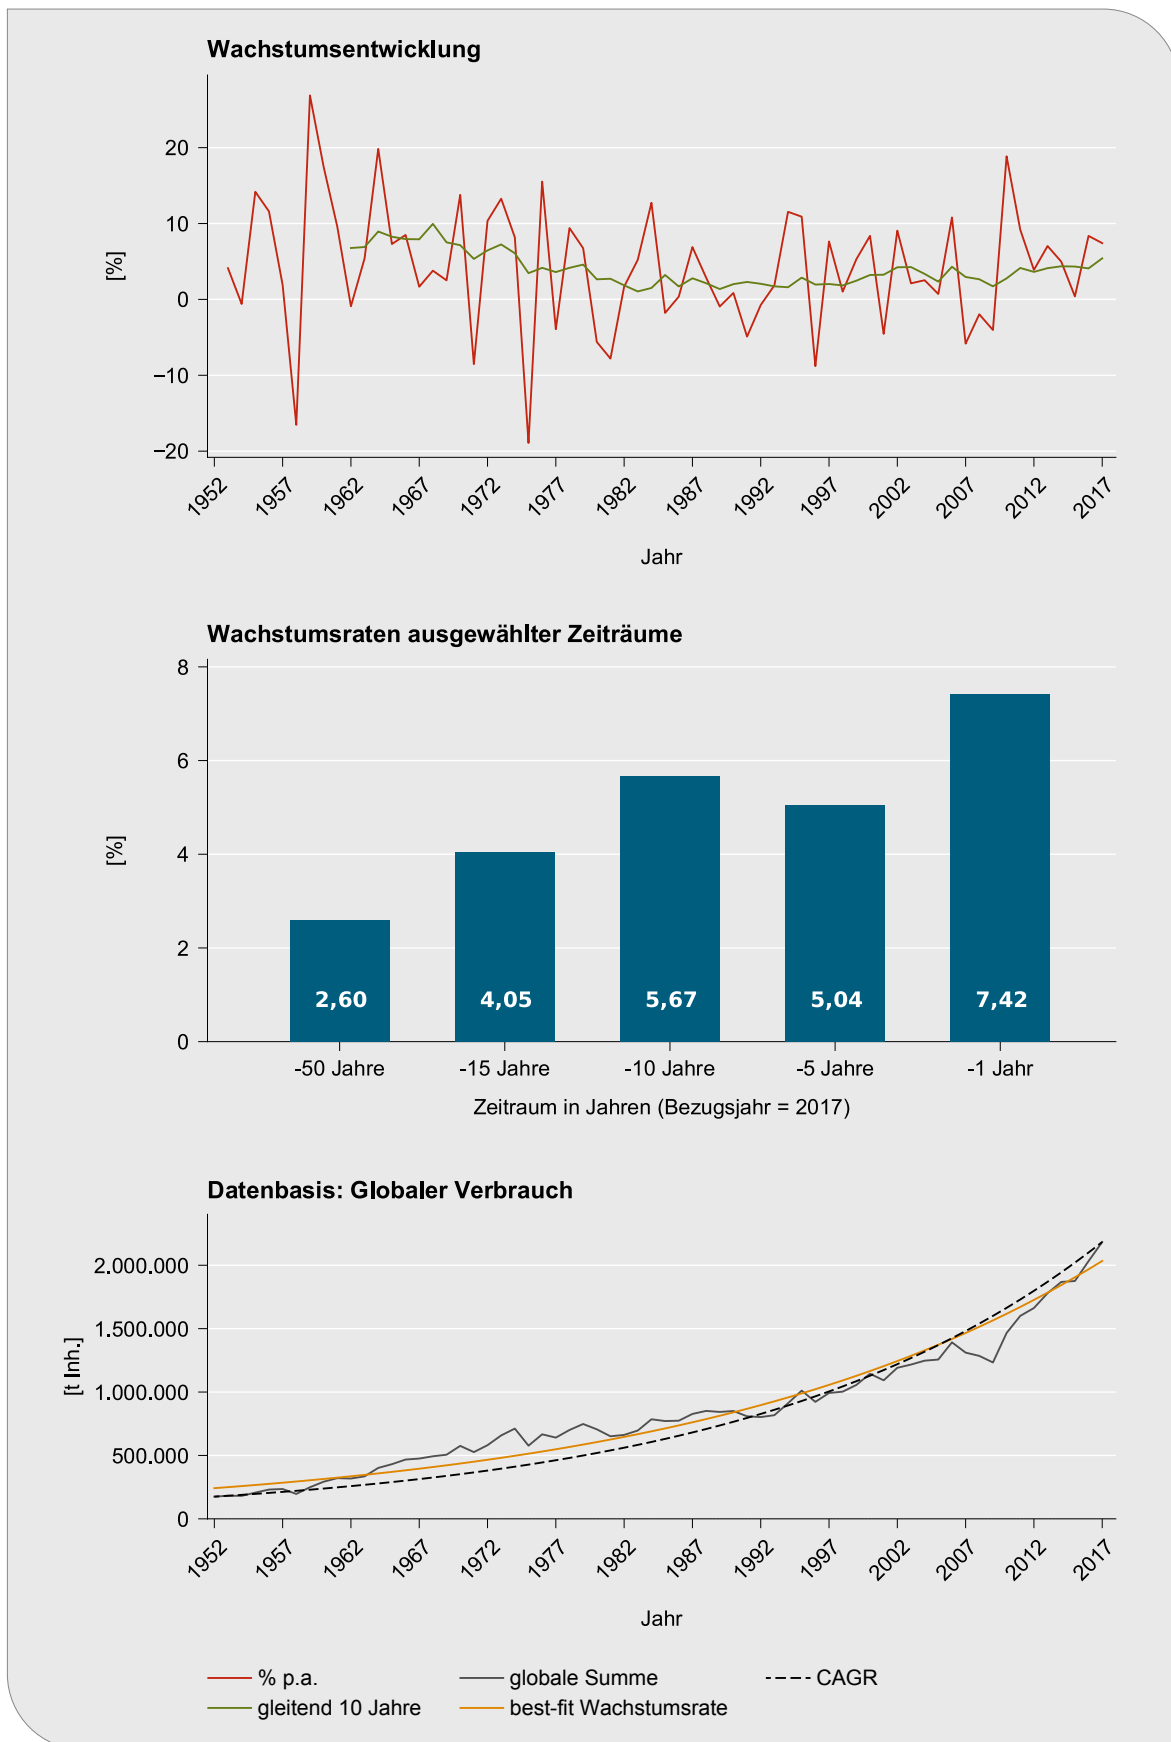 Wachstumsentwicklung
[%]
20
10
0
−10
−20
1952 1957 1962 1967 1972 1977 1982 1987 1992 1997 2002 2007 2012 2017
Jahr
Wachstumsraten ausgewählter Zeiträume
[%]
8
6
4
2
0
2,60 4,05 5,67 5,04 7,42
-50 Jahre -15 Jahre -10 Jahre -5 Jahre -1 Jahr
Zeitraum in Jahren (Bezugsjahr = 2017)
Datenbasis: Globaler Verbrauch
[t Inh.]
2.000.000
1.500.000
1.000.000
500.000
0
1952 1957 1962 1967 1972 1977 1982 1987 1992 1997 2002 2007 2012 2017
Jahr
% p.a. globale Summe CAGR
gleitend 10 Jahre best-fit Wachstumsrate